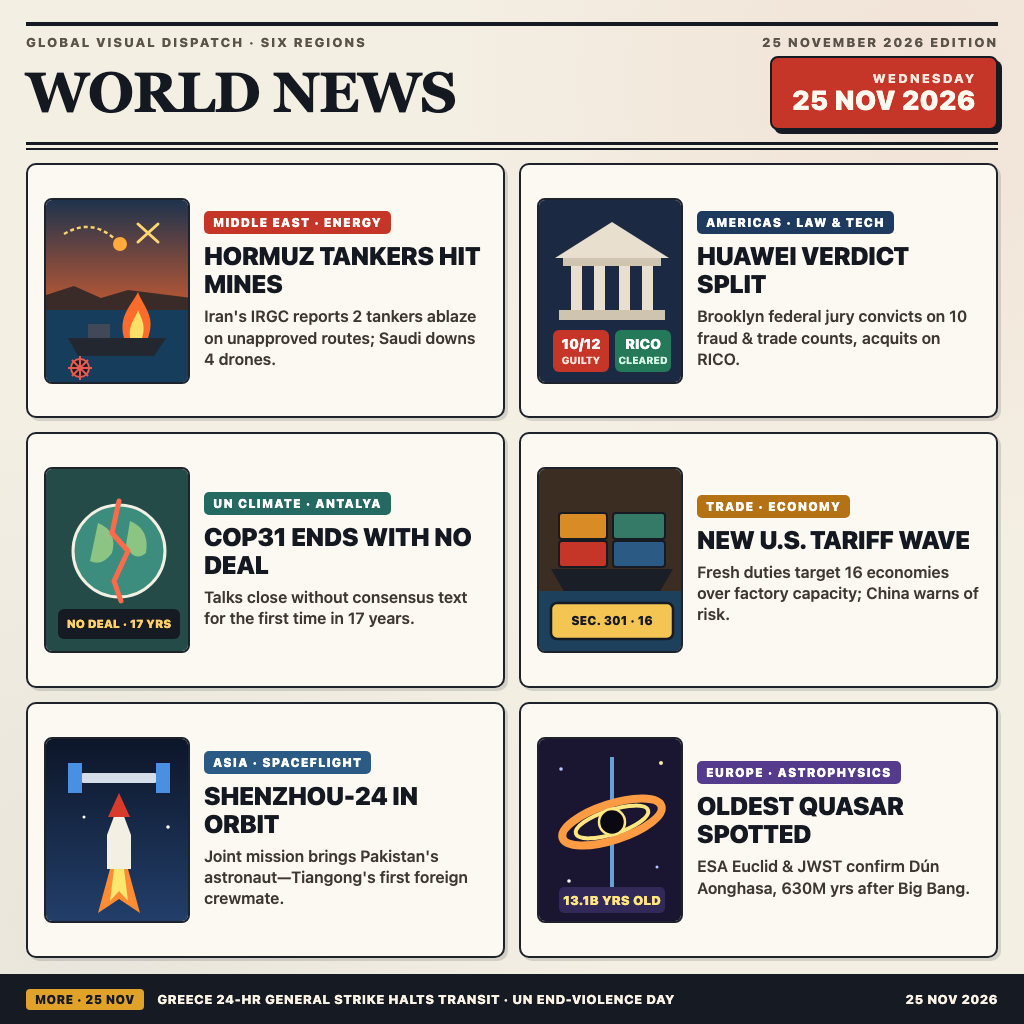 GLOBAL VISUAL DISPATCH · SIX REGIONS
25 NOVEMBER 2026 EDITION
WORLD NEWS
WEDNESDAY
25 NOV 2026
MIDDLE EAST · ENERGY
HORMUZ TANKERS HIT
MINES
Iran's IRGC reports 2 tankers ablaze
on unapproved routes; Saudi downs
4 drones.
10/12
GUILTY
RICO
CLEARED
AMERICAS · LAW & TECH
HUAWEI VERDICT
SPLIT
Brooklyn federal jury convicts on 10
fraud & trade counts, acquits on
RICO.
NO DEAL · 17 YRS
UN CLIMATE · ANTALYA
COP31 ENDS WITH NO
DEAL
Talks close without consensus text
for the first time in 17 years.
SEC. 301 · 16
TRADE · ECONOMY
NEW U.S. TARIFF WAVE
Fresh duties target 16 economies
over factory capacity; China warns of
risk.
ASIA · SPACEFLIGHT
SHENZHOU-24 IN
ORBIT
Joint mission brings Pakistan's
astronaut—Tiangong's first foreign
crewmate.
13.1B YRS OLD
EUROPE · ASTROPHYSICS
OLDEST QUASAR
SPOTTED
ESA Euclid & JWST confirm Dún
Aonghasa, 630M yrs after Big Bang.
MORE · 25 NOV
GREECE 24-HR GENERAL STRIKE HALTS TRANSIT · UN END-VIOLENCE DAY
25 NOV 2026